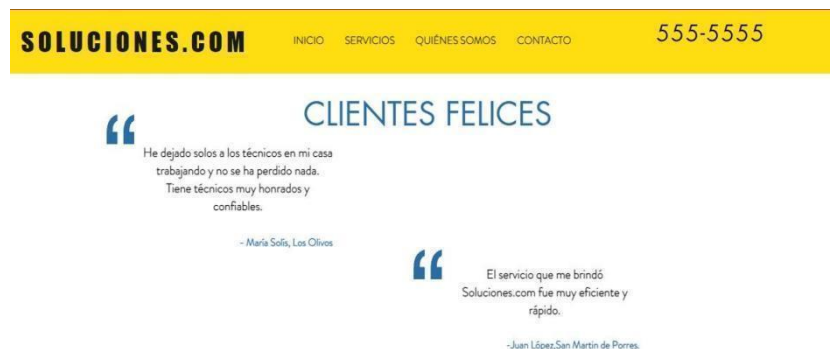 SOLUCIONES.COM INICIO SERVICIOS QUIÉNES SOMOS CONTACTO 555-5555
CLIENTES FELICES
“
He dejado solos a los técnicos en mi casa
trabajando y no se ha perdido nada.
Tiene técnicos muy honrados y
confiables.
- María Solís, Los Olivos
“
El servicio que me brindó
Soluciones.com fue muy eficiente y
rápido.
-Juan López,San Martin de Porres.